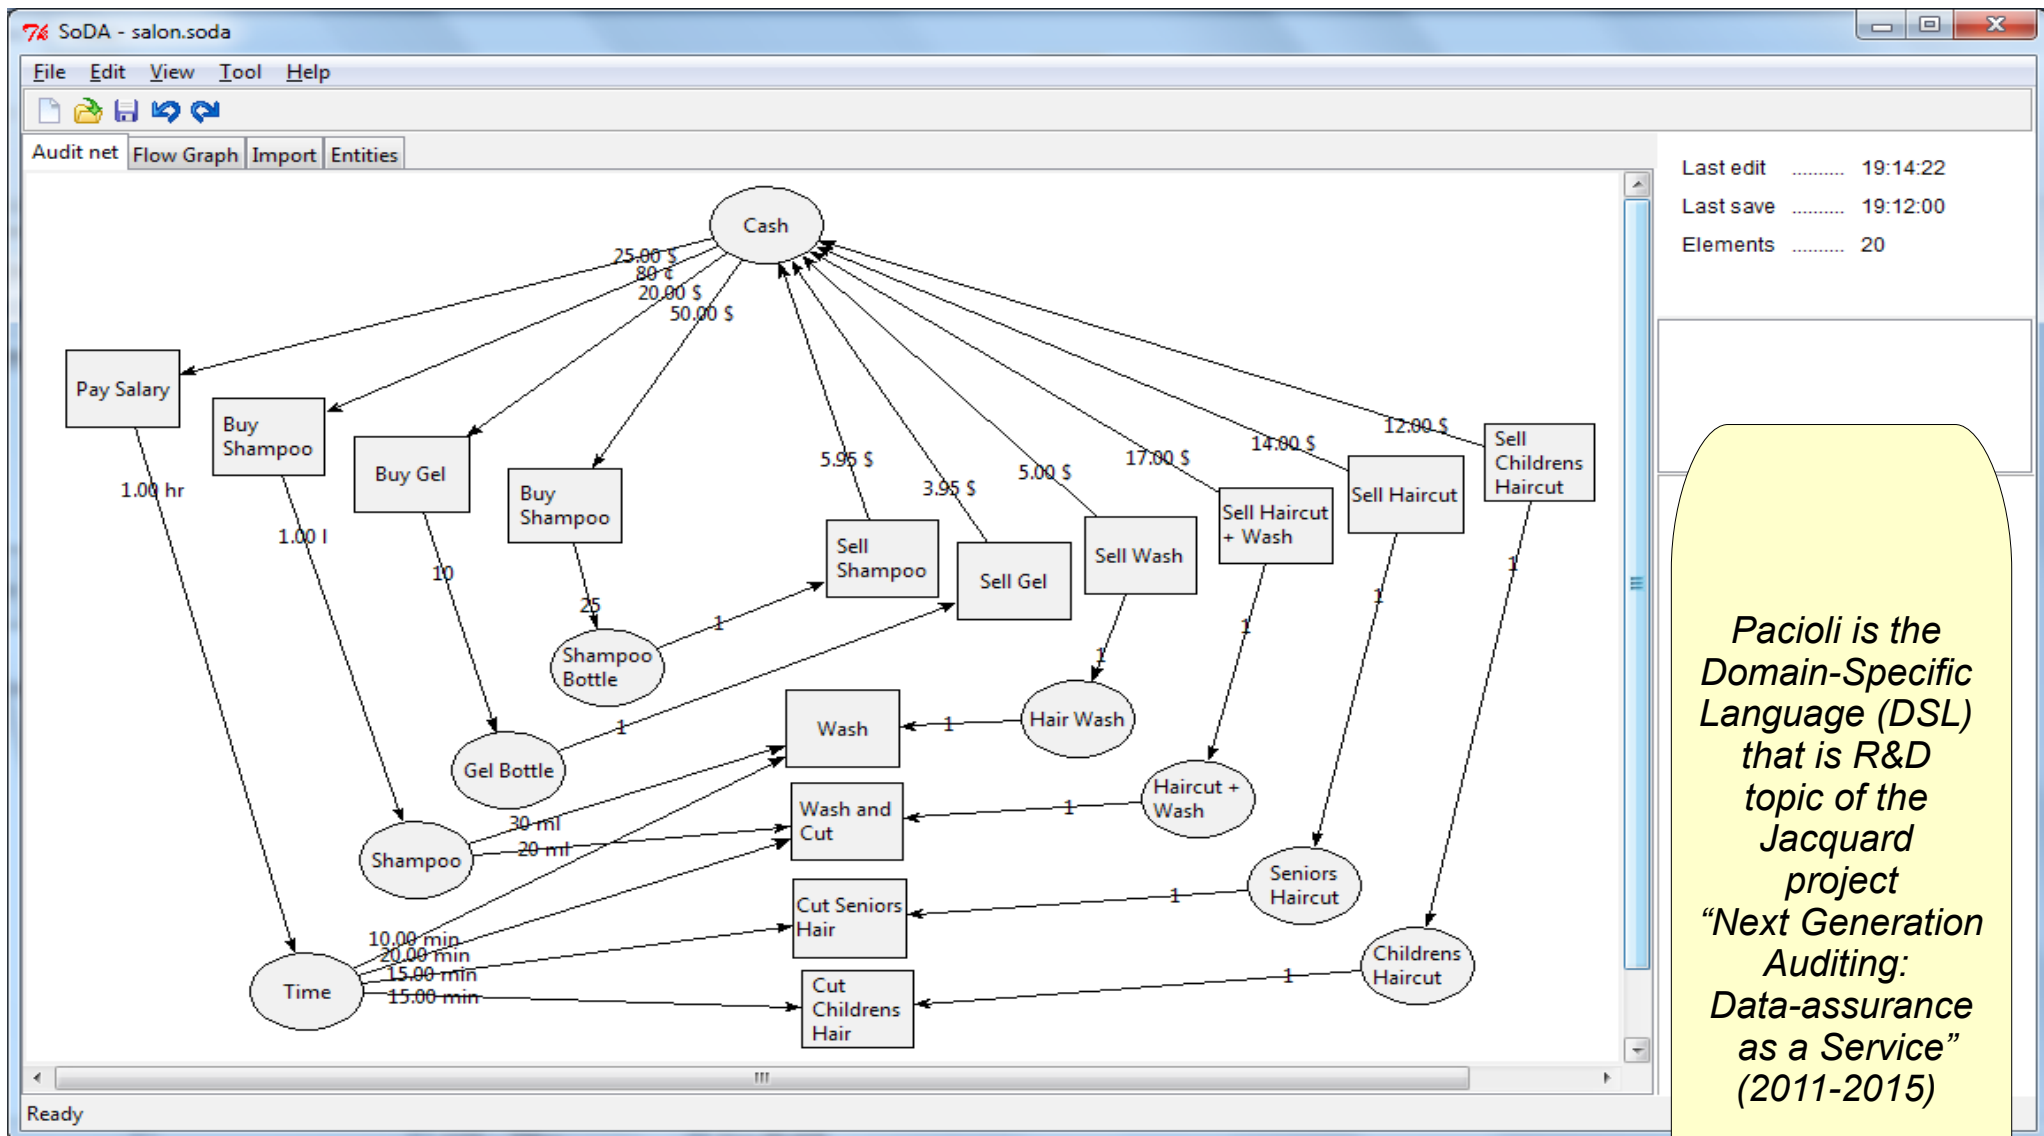 SoDA - salon.soda
File Edit View Tool Help
Audit net Flow Graph Import Entities
Last edit .......... 19:14:22
Last save .......... 19:12:00
Elements .......... 20
Cash
25.00 $
80 ¢
20.00 $
50.00 $
Pay Salary
Buy
Shampoo
Buy Gel
Buy
Shampoo
5.95 $
3.95 $
5.00 $
17.00 $
14.00 $
12.00 $
Sell
Childrens
Haircut
Sell Haircut
Sell Haircut
+ Wash
Sell Wash
Sell Gel
Sell
Shampoo
1.00 hr
1.00 l
10
25
1
1
1
1
1
1
Shampoo
Bottle
Gel Bottle
Shampoo
Time
Wash
1
Hair Wash
Wash and
Cut
1
Haircut +
Wash
Cut Seniors
Hair
1
Seniors
Haircut
Cut
Childrens
Hair
1
Childrens
Haircut
30 ml
20 ml
10.00 min
20.00 min
15.00 min
15.00 min
Ready
Pacioli is the
Domain-Specific
Language (DSL)
that is R&D
topic of the
Jacquard
project
“Next Generation
Auditing:
Data-assurance
as a Service”
(2011-2015)